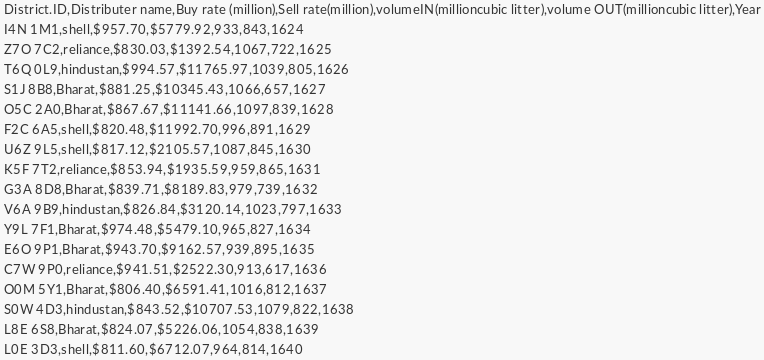 District.ID,Distributer name,Buy rate (million),Sell rate(million),volumeIN(millioncubic litter),volume OUT(millioncubic litter),Year
I4N 1M1,shell,$957.70,$5779.92,933,843,1624
Z7O 7C2,reliance,$830.03,$1392.54,1067,722,1625
T6Q 0L9,hindustan,$994.57,$11765.97,1039,805,1626
S1J 8B8,Bharat,$881.25,$10345.43,1066,657,1627
O5C 2A0,Bharat,$867.67,$11141.66,1097,839,1628
F2C 6A5,shell,$820.48,$11992.70,996,891,1629
U6Z 9L5,shell,$817.12,$2105.57,1087,845,1630
K5F 7T2,reliance,$853.94,$1935.59,959,865,1631
G3A 8D8,Bharat,$839.71,$8189.83,979,739,1632
V6A 9B9,hindustan,$826.84,$3120.14,1023,797,1633
Y9L 7F1,Bharat,$974.48,$5479.10,965,827,1634
E6O 9P1,Bharat,$943.70,$9162.57,939,895,1635
C7W 9P0,reliance,$941.51,$2522.30,913,617,1636
O0M 5Y1,Bharat,$806.40,$6591.41,1016,812,1637
S0W 4D3,hindustan,$843.52,$10707.53,1079,822,1638
L8E 6S8,Bharat,$824.07,$5226.06,1054,838,1639
L0E 3D3,shell,$811.60,$6712.07,964,814,1640